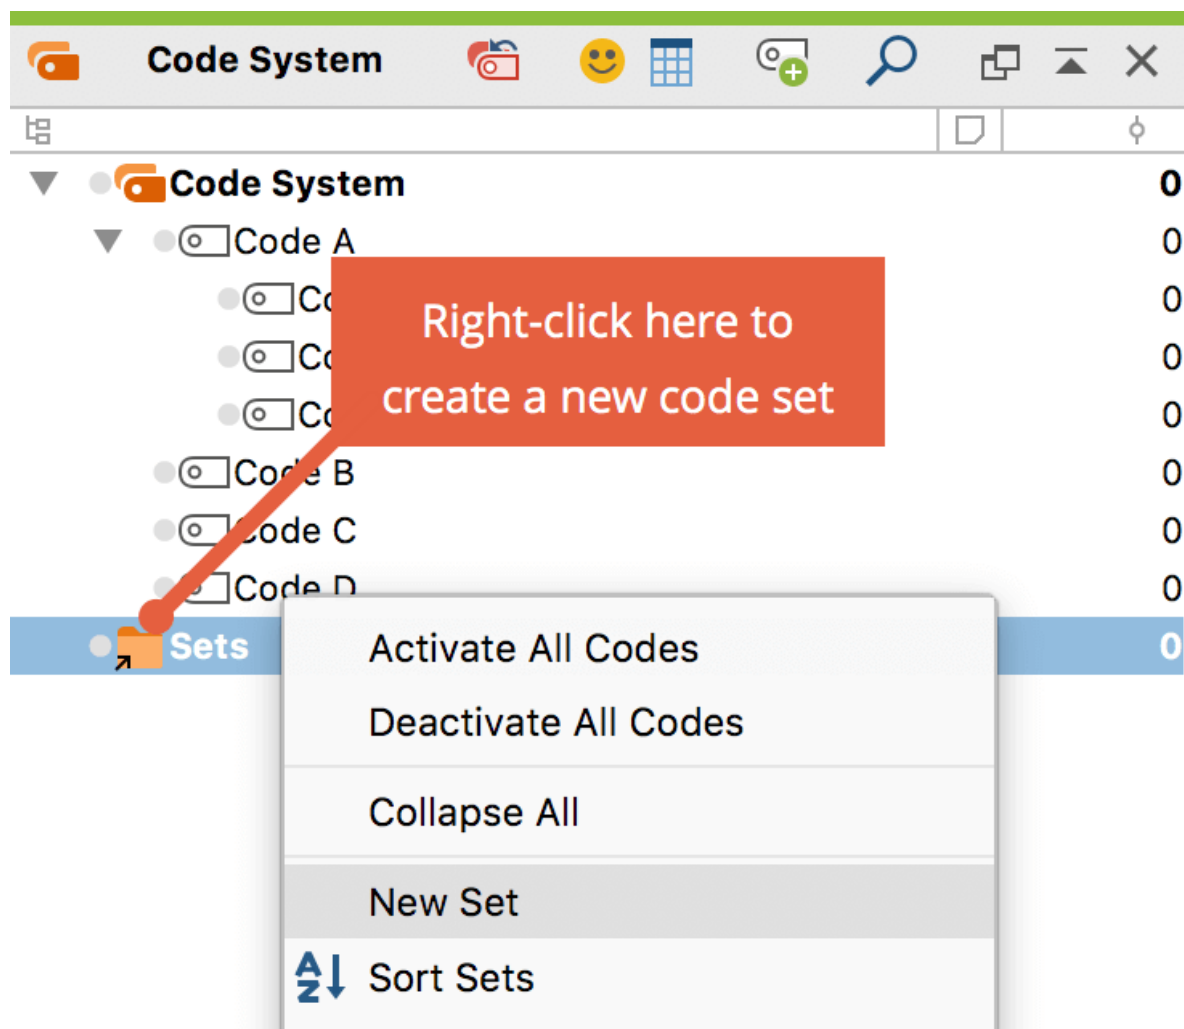 Code System
Code System 0
Code A 0
0
0
0
Right-click here to
create a new code set
Code B 0
Code C 0
Code D 0
Sets 0
Activate All Codes
Deactivate All Codes
Collapse All
New Set
Sort Sets